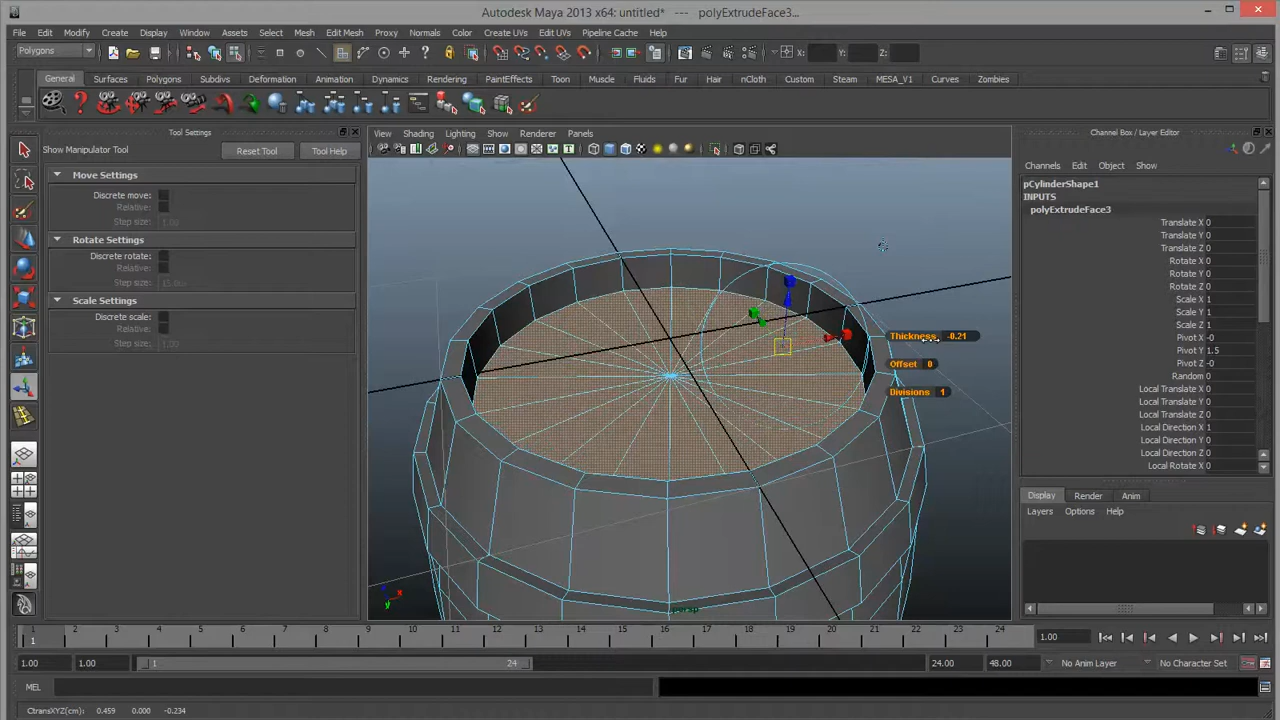 Autodesk Maya 2013 x64: untitled* --- polyExtrudeFace3...
File Edit Modify Create Display Window Assets Select Mesh Edit Mesh Proxy Normals Color Create UVs Edit UVs Pipeline Cache Help
Polygons X: Y: Z:
General Surfaces Polygons Subdivs Deformation Animation Dynamics Rendering PaintEffects Toon Muscle Fluids Fur Hair nCloth Custom Steam MESA_V1 Curves Zombies
Tool Settings
Show Manipulator Tool Reset Tool Tool Help
Move Settings
Discrete move:
Relative:
Step size: 1.00
Rotate Settings
Discrete rotate:
Relative:
Step size:
Scale Settings
Discrete scale:
Relative:
Step size:
View Shading Lighting Show Renderer Panels
Thickness -0.21
Offset 0
Divisions 1
persp
x
y
Channel Box / Layer Editor
Channels Edit Object Show
pCylinderShape1
INPUTS
polyExtrudeFace3
Translate X 0
Translate Y 0
Translate Z 0
Rotate X 0
Rotate Y 0
Rotate Z 0
Scale X 1
Scale Y 1
Scale Z 1
Pivot X -0
Pivot Y 1.5
Pivot Z -0
Random 0
Local Translate X 0
Local Translate Y 0
Local Translate Z 0
Local Direction X 1
Local Direction Y 0
Local Direction Z 0
Local Rotate X 0
Display Render Anim
Layers Options Help
1 2 3 4 5 6 7 8 9 10 11 12 13 14 15 16 17 18 19 20 21 22 23 24
1 1.00
1.00 1.00 1 24 24.00 48.00 No Anim Layer No Character Set
MEL
CtransXYZ(cm): 0.459 0.000 -0.234